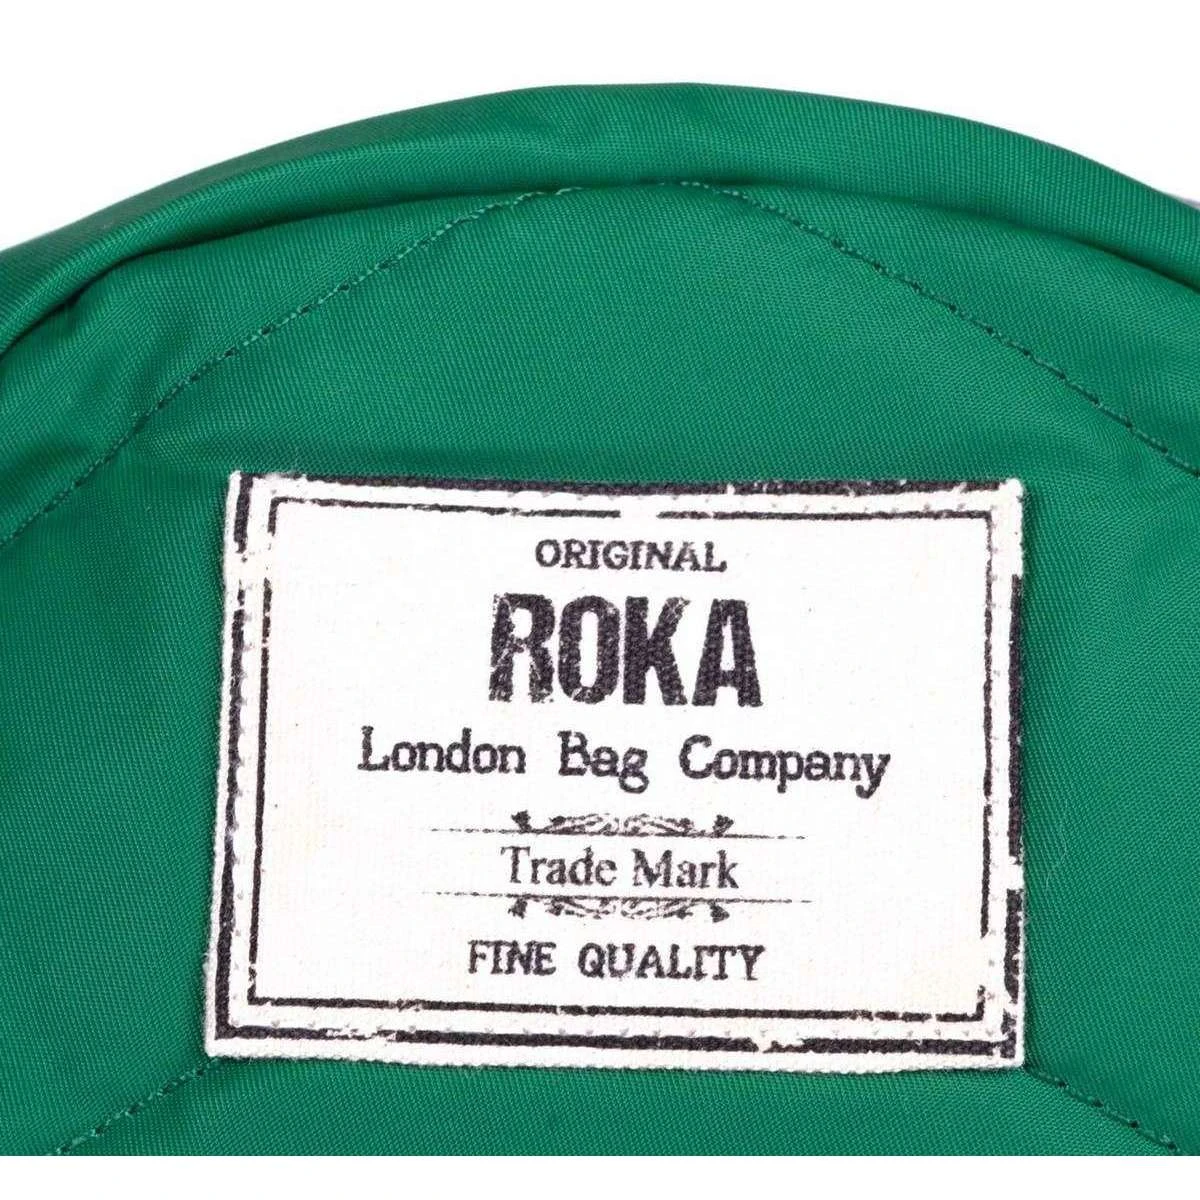 ORIGINAL
ROKA
London Bag Company
Trade Mark
FINE QUALITY